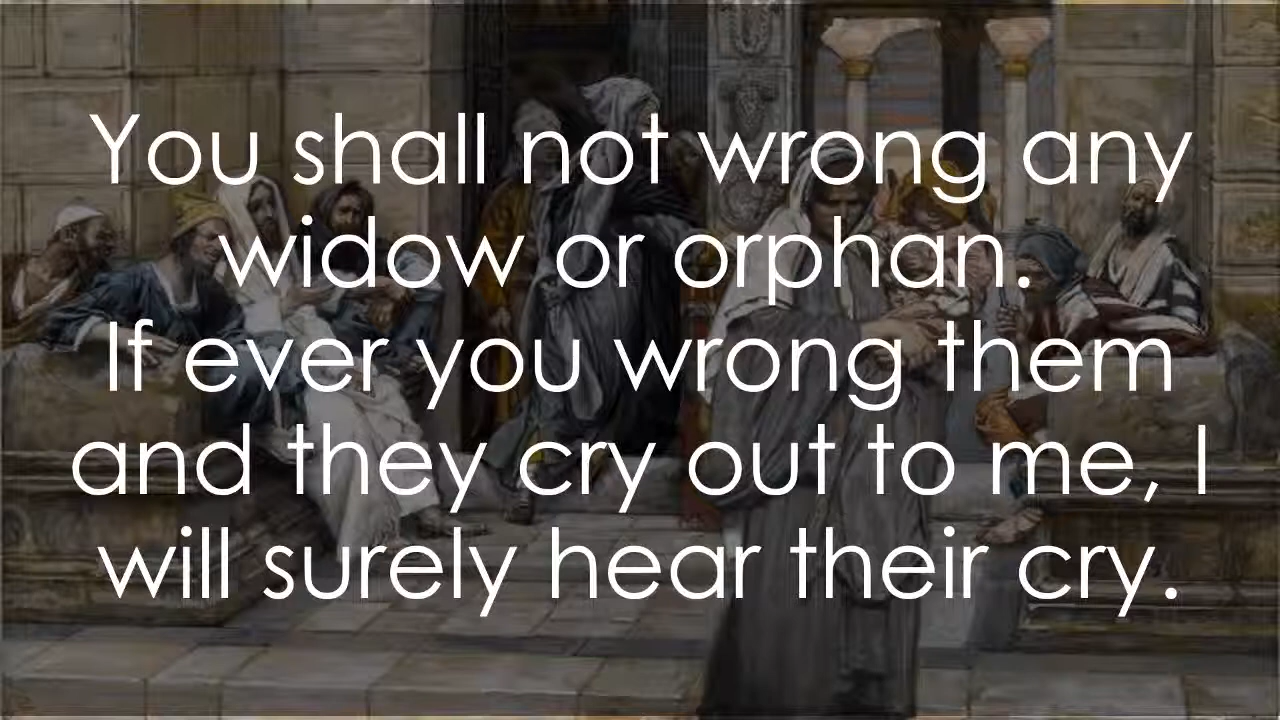 You shall not wrong any
widow or orphan.
If ever you wrong them
and they cry out to me, I
will surely hear their cry.